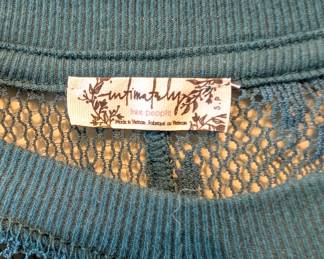 intimately
free people
Made in Vietnam. Fabriqué au Vietnam
S.P